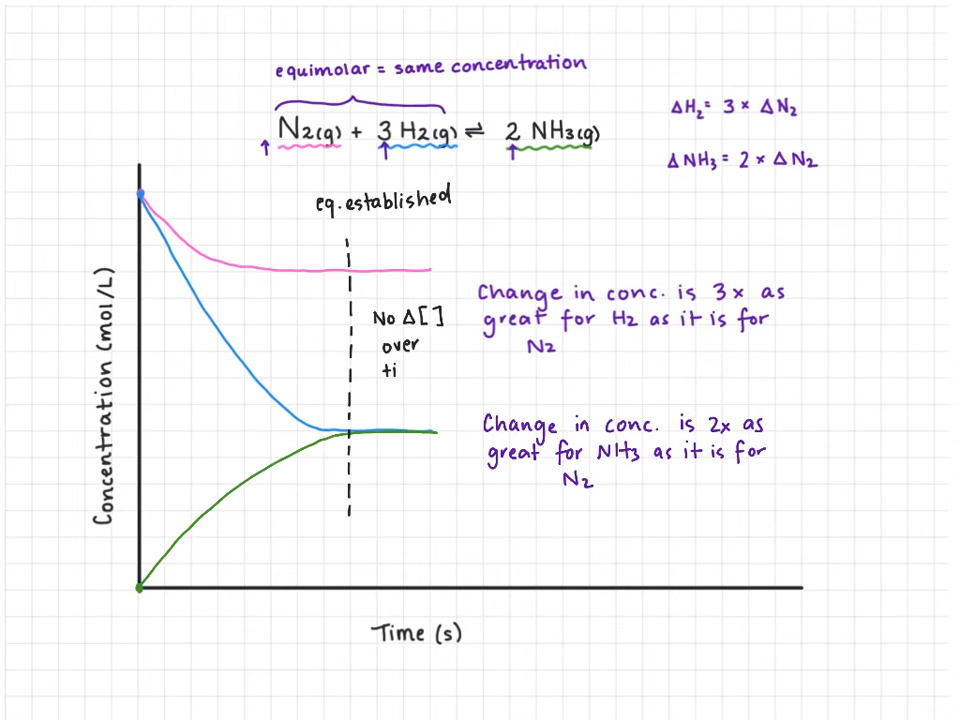 equimolar = same concentration
N2(g) + 3 H2(g) ⇌ 2 NH3(g)
ΔH2 = 3 × ΔN2
ΔNH3 = 2 × ΔN2
eq. established
No Δ[ ]
over
ti
Change in conc. is 3x as
great for H2 as it is for
N2
Change in conc. is 2x as
great for NH3 as it is for
N2
Concentration (mol/L)
Time (s)